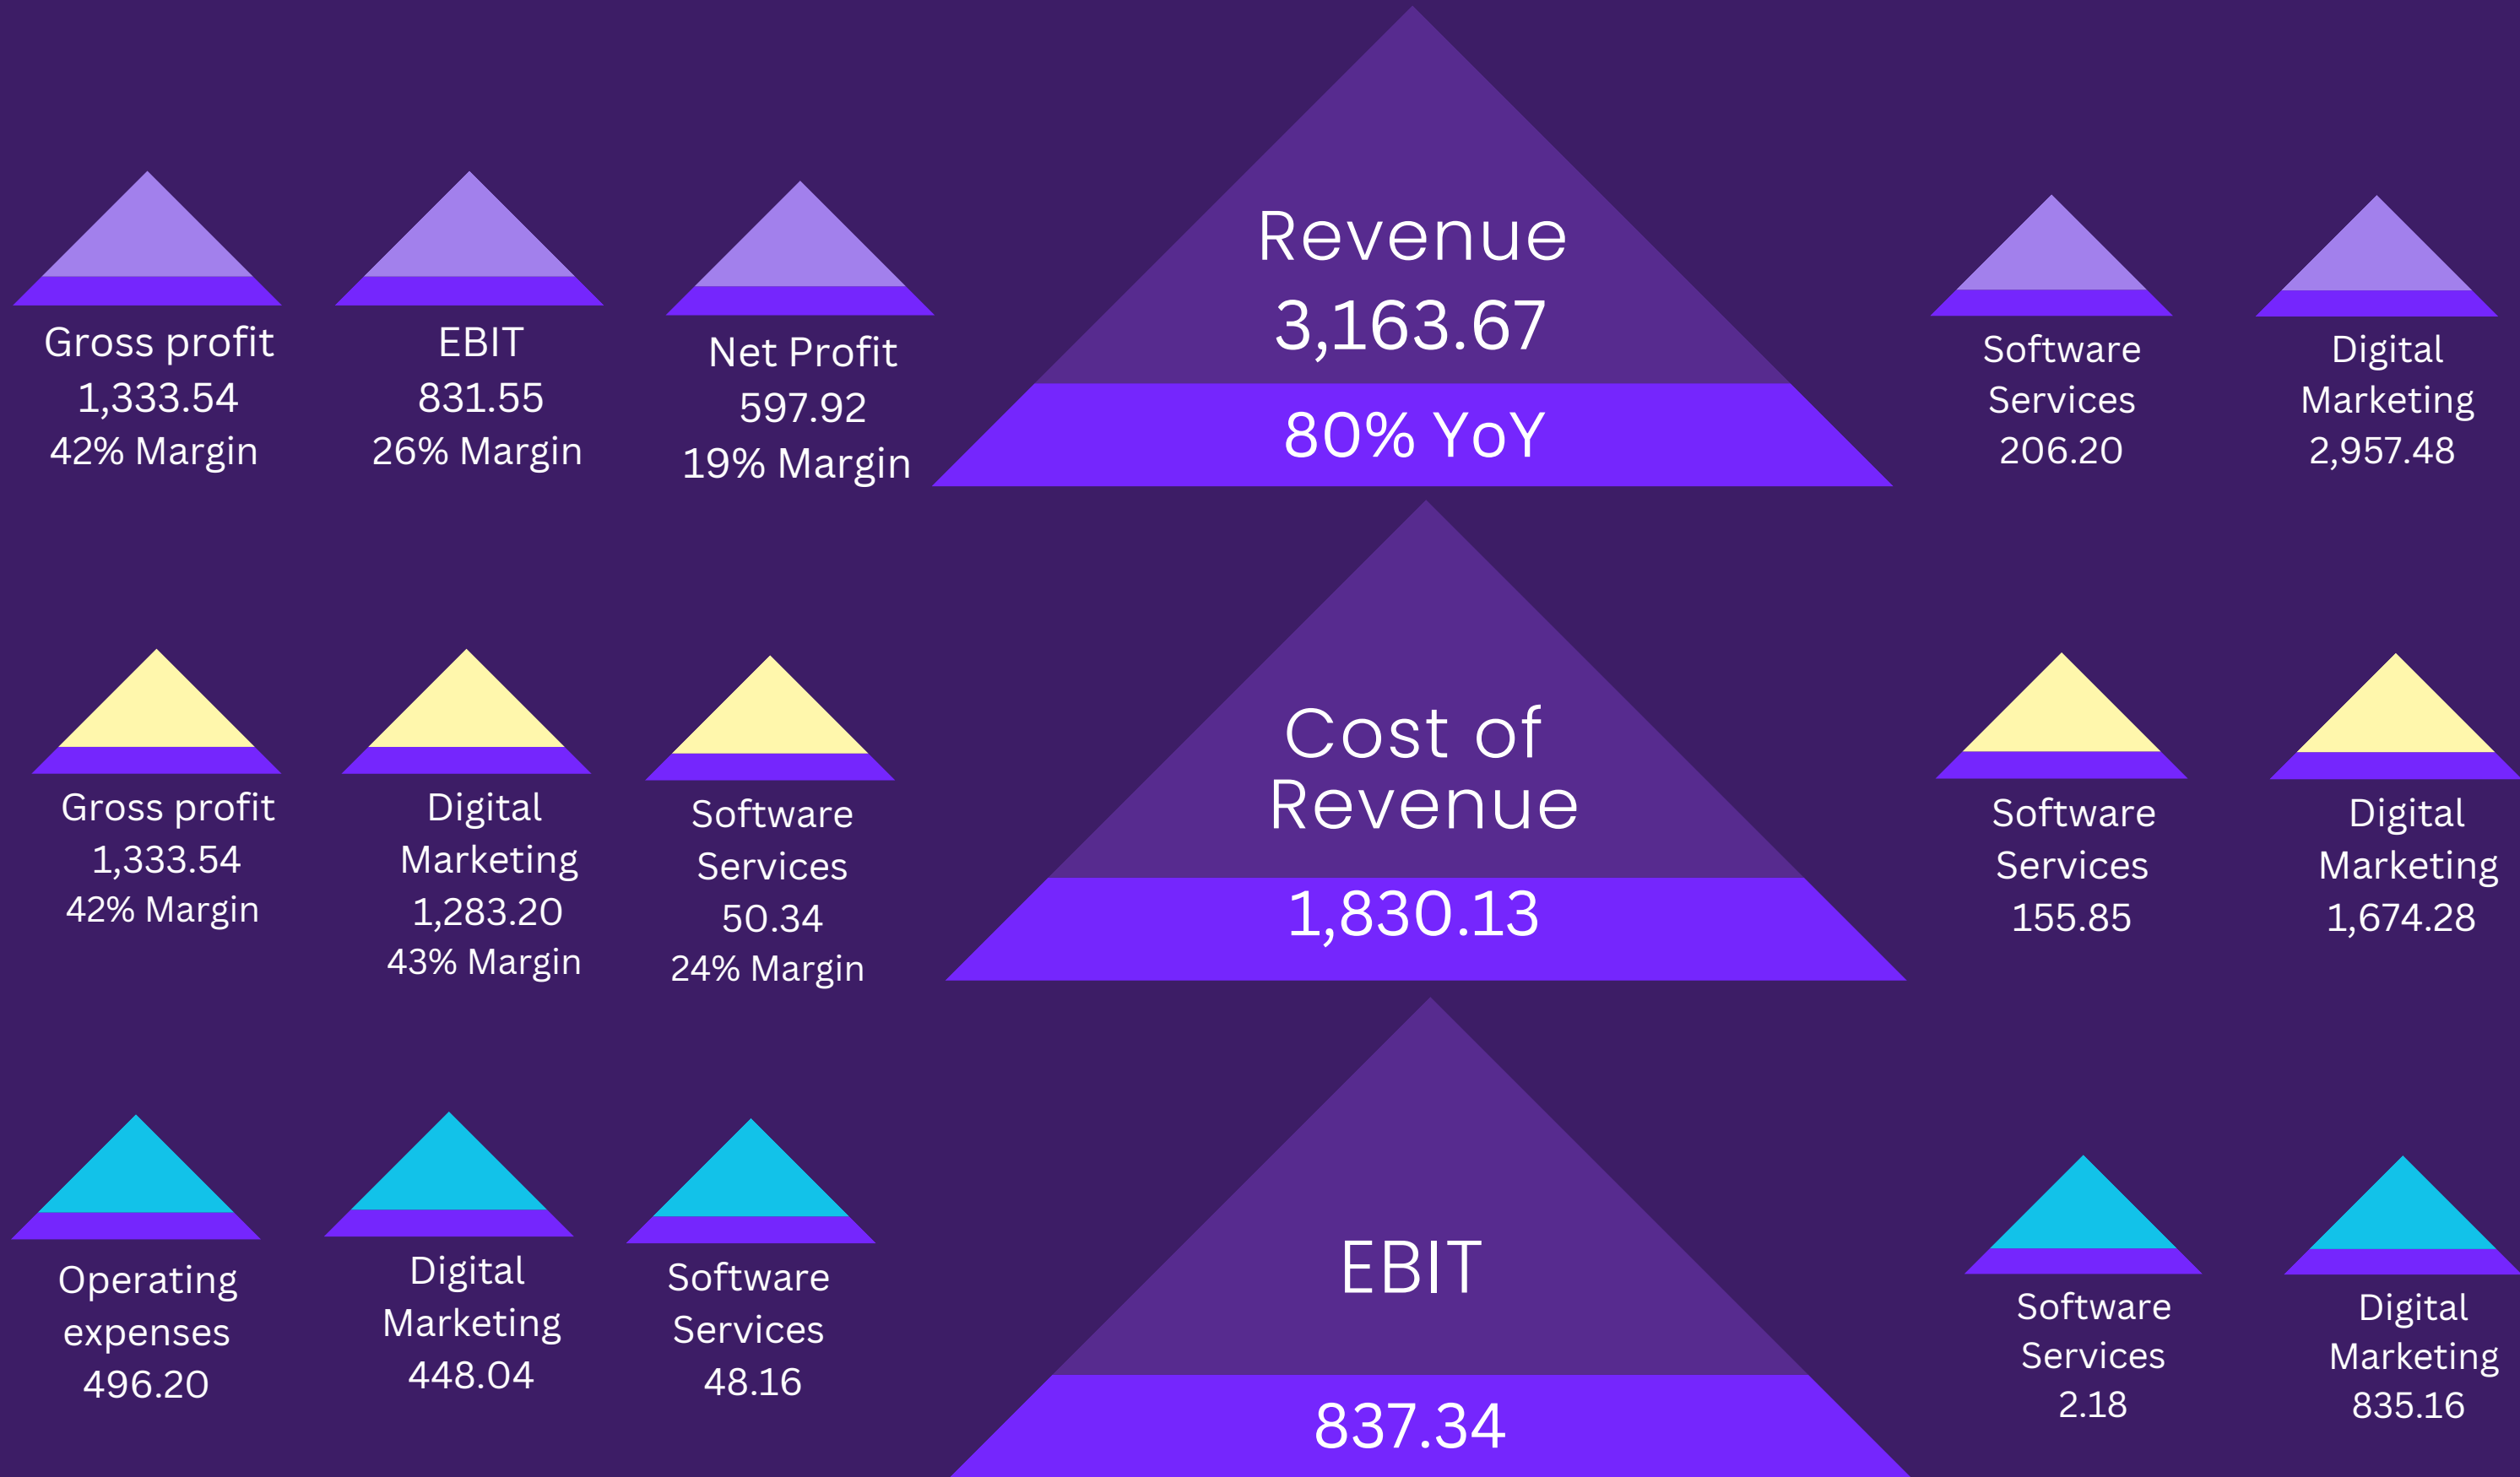 Revenue
3,163.67
80% YoY
Gross profit
1,333.54
42% Margin
EBIT
831.55
26% Margin
Net Profit
597.92
19% Margin
Software
Services
206.20
Digital
Marketing
2,957.48
Cost of
Revenue
1,830.13
Gross profit
1,333.54
42% Margin
Digital
Marketing
1,283.20
43% Margin
Software
Services
50.34
24% Margin
Software
Services
155.85
Digital
Marketing
1,674.28
EBIT
837.34
Operating
expenses
496.20
Digital
Marketing
448.04
Software
Services
48.16
Software
Services
2.18
Digital
Marketing
835.16